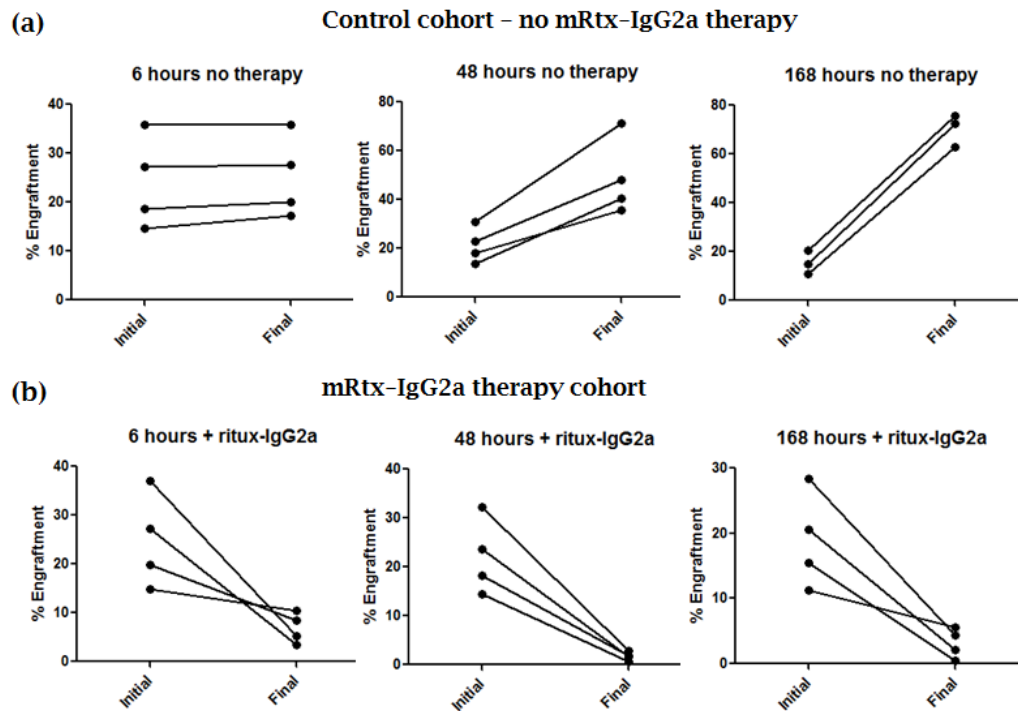 (a) Control cohort – no mRtx–IgG2a therapy
6 hours no therapy
% Engraftment
40
30
20
10
0
Initial
Final
48 hours no therapy
% Engraftment
80
60
40
20
0
Initial
Final
168 hours no therapy
% Engraftment
80
60
40
20
0
Initial
Final
(b) mRtx–IgG2a therapy cohort
6 hours + ritux-IgG2a
% Engraftment
40
30
20
10
0
Initial
Final
48 hours + ritux-IgG2a
% Engraftment
40
30
20
10
0
Initial
Final
168 hours + ritux-IgG2a
% Engraftment
30
20
10
0
Initial
Final